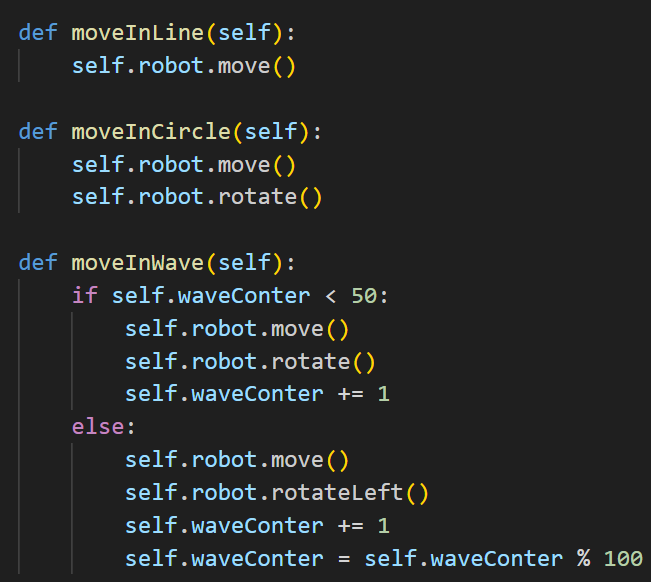 def moveInLine(self):
    self.robot.move()

def moveInCircle(self):
    self.robot.move()
    self.robot.rotate()

def moveInWave(self):
    if self.waveConter < 50:
        self.robot.move()
        self.robot.rotate()
        self.waveConter += 1
    else:
        self.robot.move()
        self.robot.rotateLeft()
        self.waveConter += 1
        self.waveConter = self.waveConter % 100